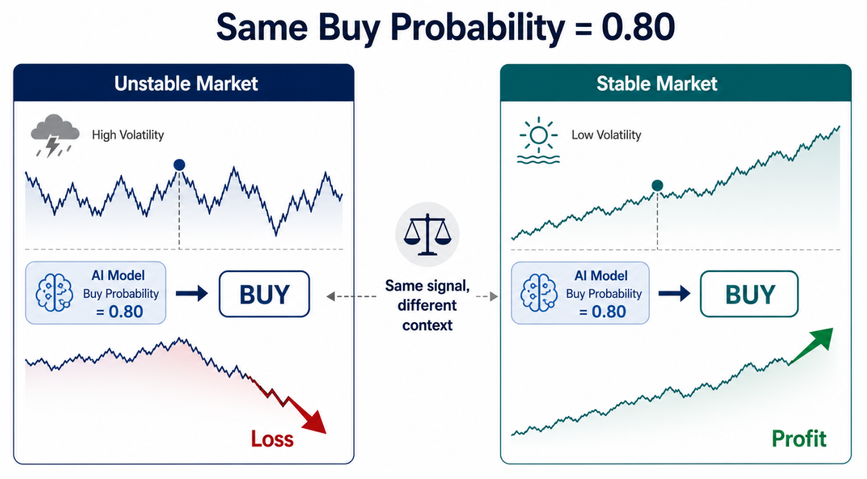 Same Buy Probability = 0.80
Unstable Market
High Volatility
AI Model
Buy Probability
= 0.80
BUY
Loss
Same signal,
different
context
Stable Market
Low Volatility
AI Model
Buy Probability
= 0.80
BUY
Profit